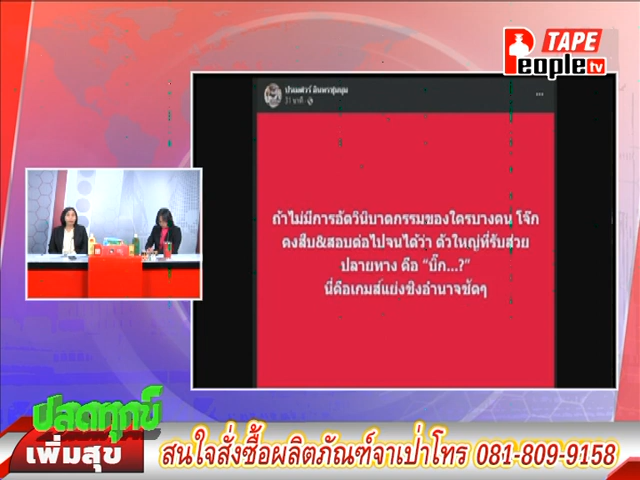 TAPE
People tv
31 นาที
ถ้าไม่มีการอัตวินิบาตกรรมของใครบางคน โจ๊ก
คงสืบ&สอบต่อไปจนได้ว่า ตัวใหญ่ที่รับส่วย
ปลายทาง คือ "บิ๊ก...?"
นี่คือเกมส์แย่งชิงอำนาจชัดๆ
ปลดทุกข์
เพิ่มสุข
สนใจสั่งซื้อผลิตภัณฑ์จาเป่าโทร 081-809-9158